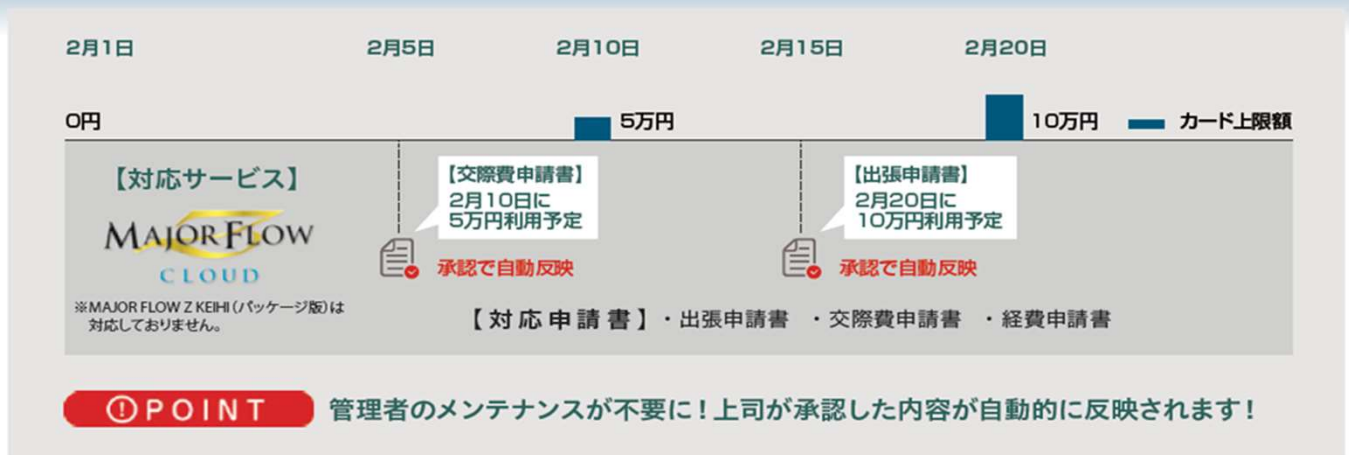 2月1日 2月5日 2月10日 2月15日 2月20日
0円 5万円 10万円 カード上限額
【対応サービス】
MAJOR FLOW
CLOUD
※MAJOR FLOW Z KEIHI(パッケージ版)は
対応しておりません。
【交際費申請書】
2月10日に
5万円利用予定
承認で自動反映
【出張申請書】
2月20日に
10万円利用予定
承認で自動反映
【対応申請書】・出張申請書 ・交際費申請書 ・経費申請書
POINT 管理者のメンテナンスが不要に!上司が承認した内容が自動的に反映されます!